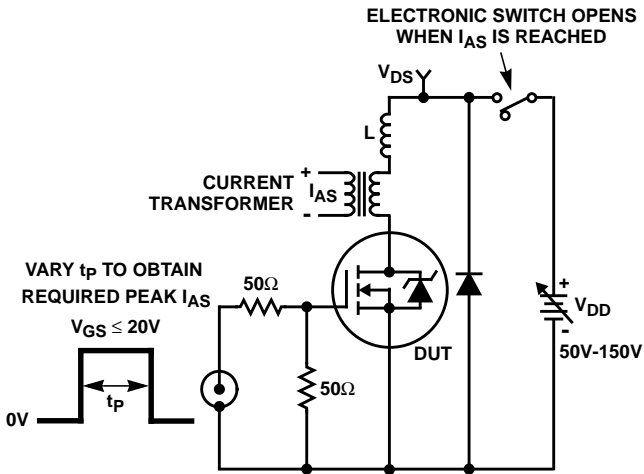 ELECTRONIC SWITCH OPENS
WHEN IAS IS REACHED
VDS
L
+
CURRENT
TRANSFORMER
IAS
-
VARY tP TO OBTAIN
REQUIRED PEAK IAS
50Ω
VGS ≤ 20V
+
VDD
-
DUT
50V-150V
50Ω
tP
0V